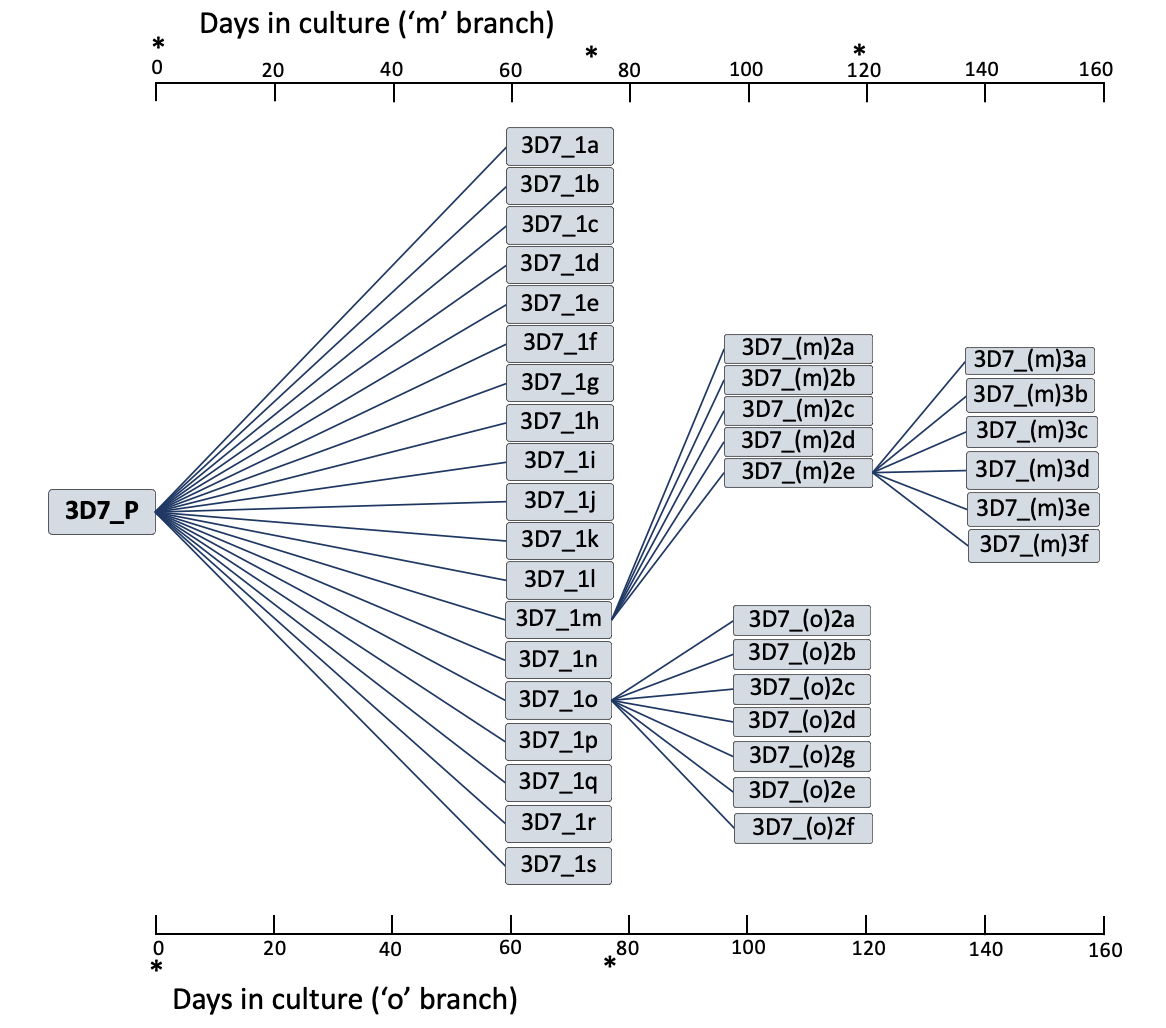 Days in culture (‘m’ branch)
* * *
0 20 40 60 80 100 120 140 160
3D7_1a
3D7_1b
3D7_1c
3D7_1d
3D7_1e
3D7_1f
3D7_1g
3D7_1h
3D7_1i
3D7_1j
3D7_1k
3D7_1l
3D7_1m
3D7_1n
3D7_1o
3D7_1p
3D7_1q
3D7_1r
3D7_1s
3D7_P
3D7_(m)2a
3D7_(m)2b
3D7_(m)2c
3D7_(m)2d
3D7_(m)2e
3D7_(m)3a
3D7_(m)3b
3D7_(m)3c
3D7_(m)3d
3D7_(m)3e
3D7_(m)3f
3D7_(o)2a
3D7_(o)2b
3D7_(o)2c
3D7_(o)2d
3D7_(o)2g
3D7_(o)2e
3D7_(o)2f
0 20 40 60 80 100 120 140 160
* *
Days in culture (‘o’ branch)